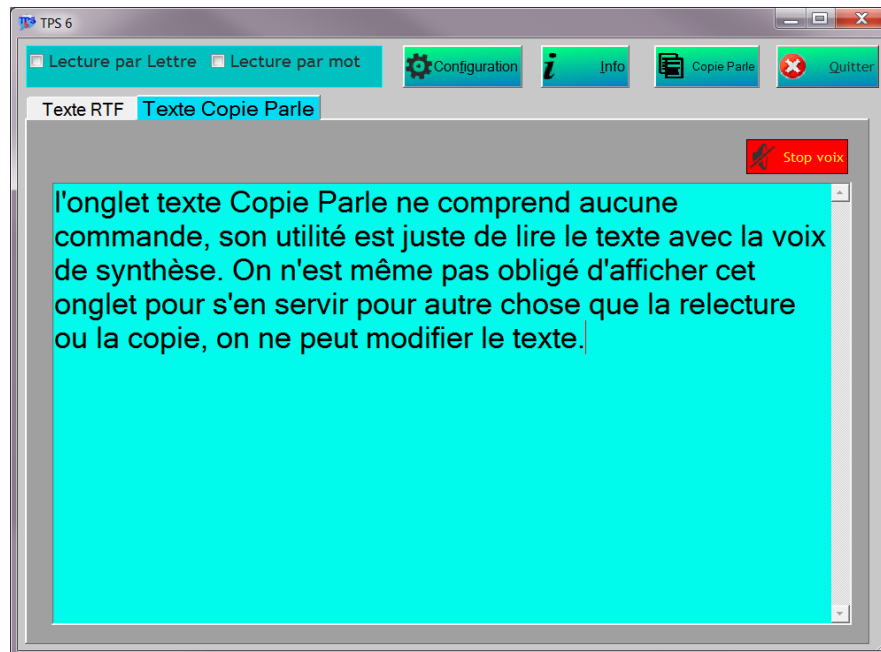 TPS 6
Lecture par Lettre Lecture par mot Configuration Info Copie Parle Quitter
Texte RTF Texte Copie Parle
Stop voix
l'onglet texte Copie Parle ne comprend aucune
commande, son utilité est juste de lire le texte avec la voix
de synthèse. On n'est même pas obligé d'afficher cet
onglet pour s'en servir pour autre chose que la relecture
ou la copie, on ne peut modifier le texte.